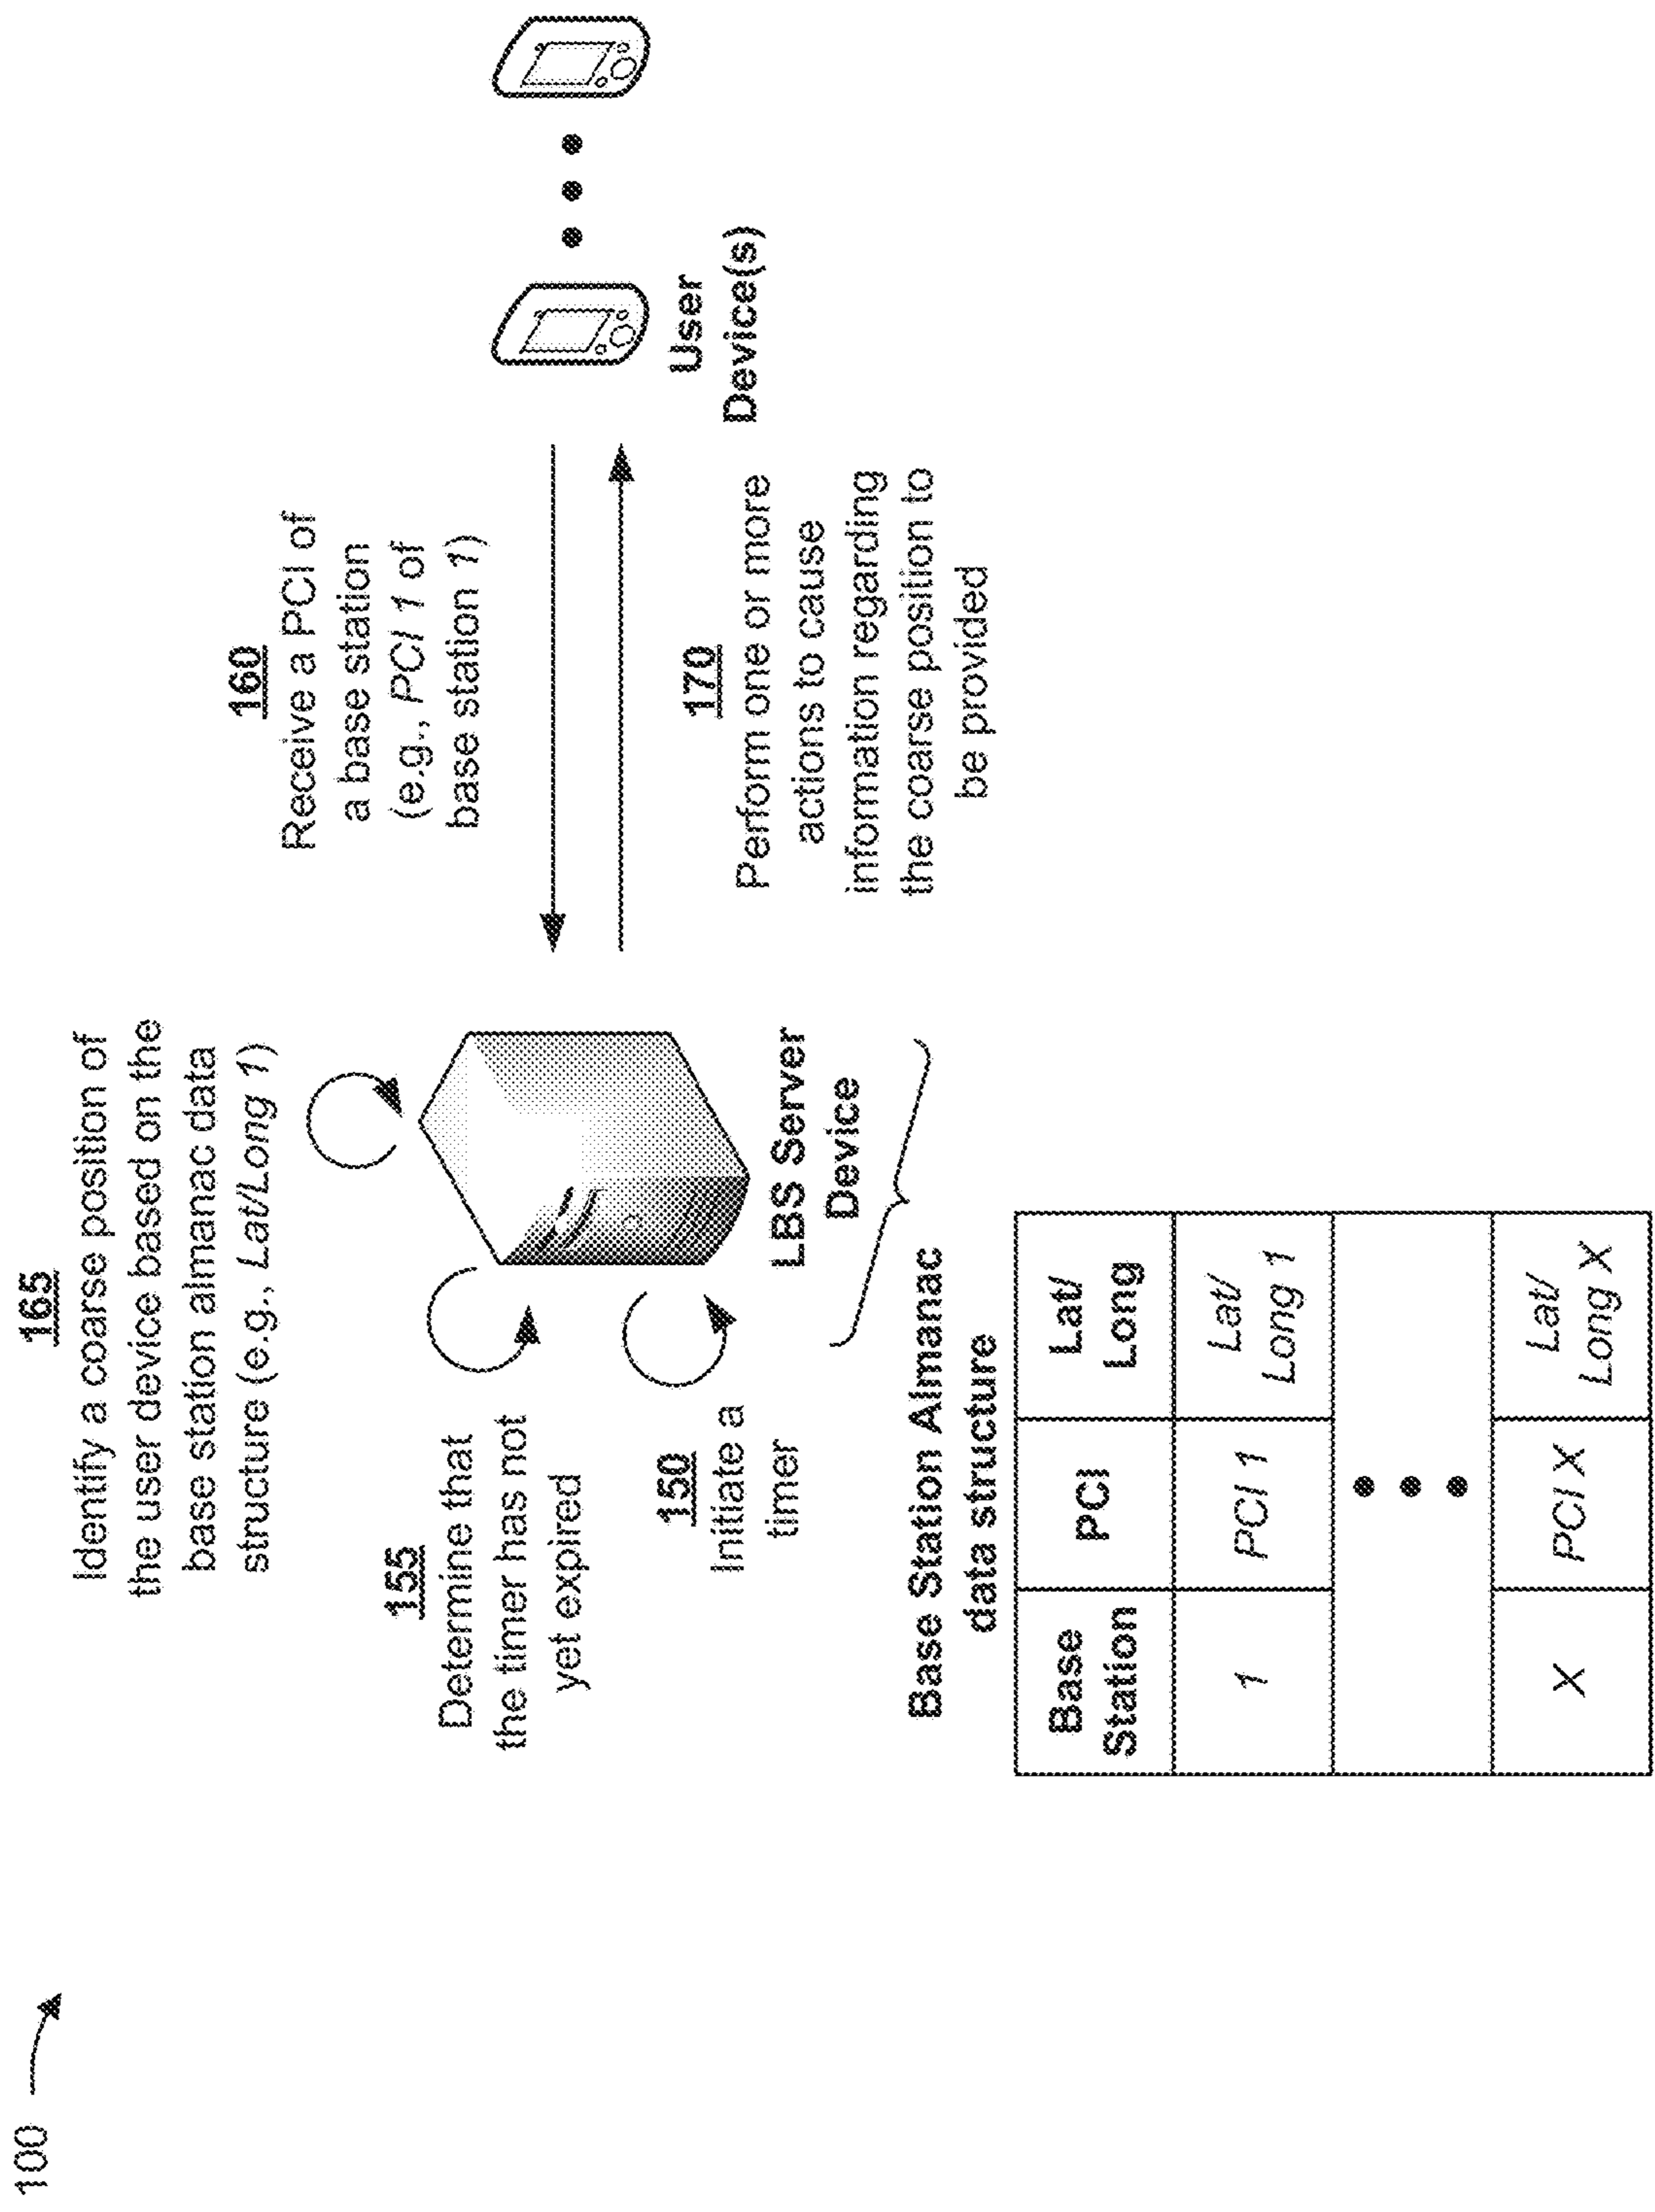 100
165
Identify a coarse position of
the user device based on the
base station almanac data
structure (e.g., Lat/Long 1)
155
Determine that
the timer has not
yet expired
150
Initiate a
timer
LBS Server
Device
160
Receive a PCI of
a base station
(e.g., PCI 1 of
base station 1)
170
Perform one or more
actions to cause
information regarding
the coarse position to
be provided
User
Device(s)
Base Station Almanac
data structure
Base
Station
PCI
Lat/
Long
1
PCI 1
Lat/
Long 1
X
PCI X
Lat/
Long X